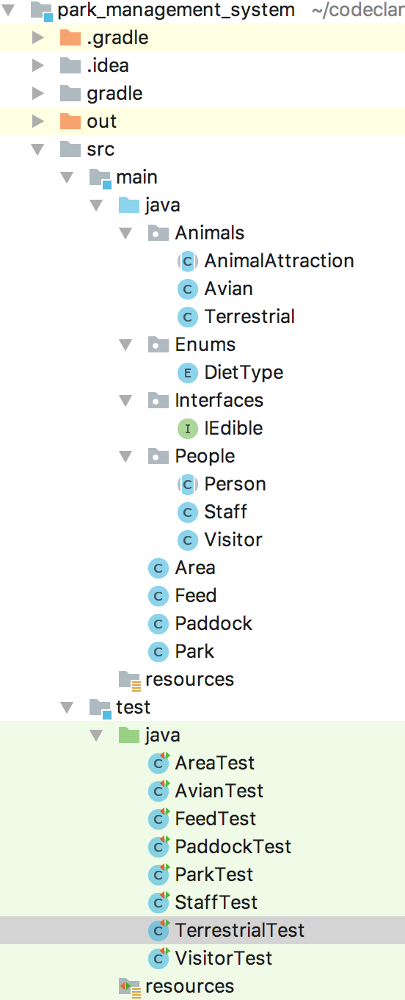 park_management_system ~/codeclan
.gradle
.idea
gradle
out
src
main
java
Animals
C AnimalAttraction
C Avian
C Terrestrial
Enums
E DietType
Interfaces
I IEdible
People
C Person
C Staff
C Visitor
C Area
C Feed
C Paddock
C Park
resources
test
java
C AreaTest
C AvianTest
C FeedTest
C PaddockTest
C ParkTest
C StaffTest
C TerrestrialTest
C VisitorTest
resources